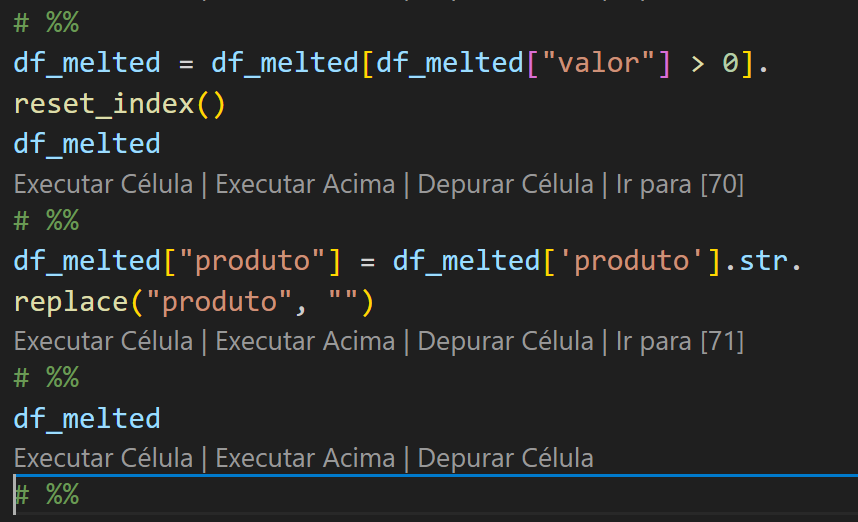 # %%
df_melted = df_melted[df_melted["valor"] > 0].
reset_index()
df_melted
Executar Célula | Executar Acima | Depurar Célula | Ir para [70]
# %%
df_melted["produto"] = df_melted['produto'].str.
replace("produto", "")
Executar Célula | Executar Acima | Depurar Célula | Ir para [71]
# %%
df_melted
Executar Célula | Executar Acima | Depurar Célula
# %%